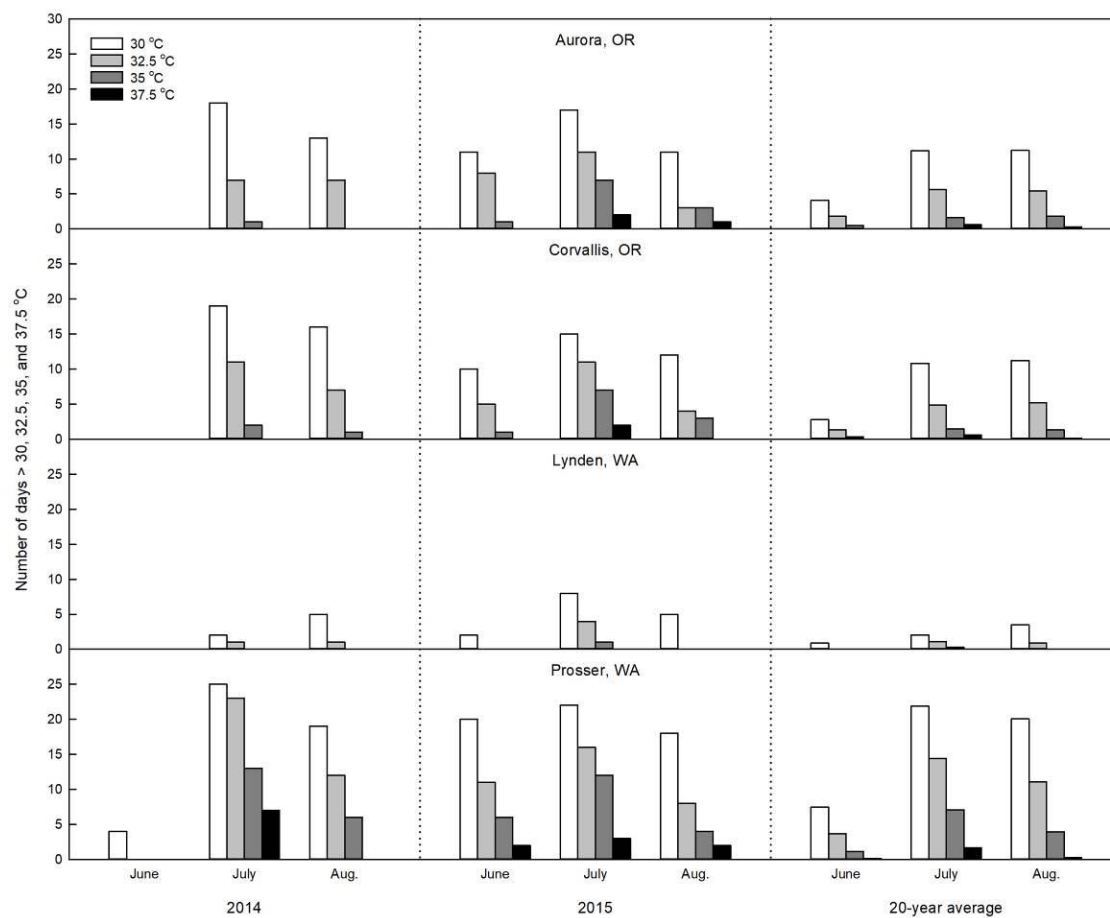 Number of days > 30, 32.5, 35, and 37.5 °C
30
25
20
15
10
5
0
30 °C
32.5 °C
35 °C
37.5 °C
Aurora, OR
25
20
15
10
5
0
Corvallis, OR
25
20
15
10
5
0
Lynden, WA
25
20
15
10
5
0
Prosser, WA
June July Aug. June July Aug. June July Aug.
2014 2015 20-year average